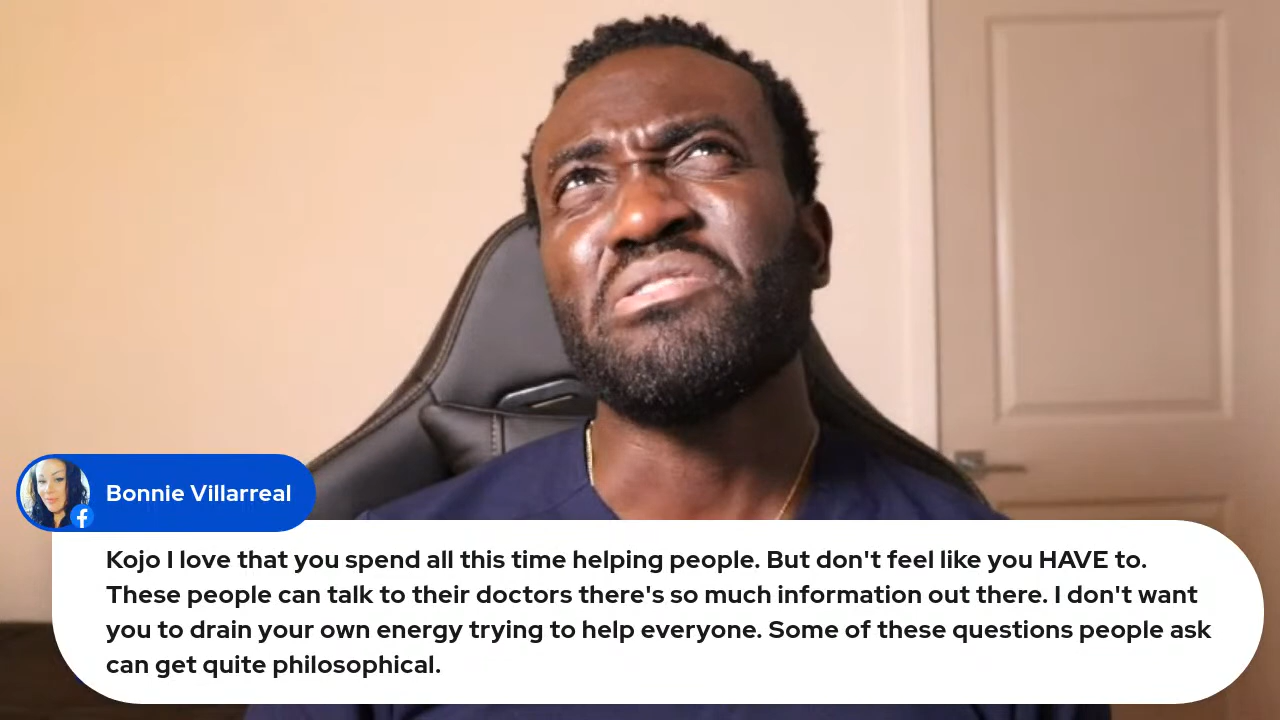 Bonnie Villarreal
Kojo I love that you spend all this time helping people. But don't feel like you HAVE to.
These people can talk to their doctors there's so much information out there. I don't want
you to drain your own energy trying to help everyone. Some of these questions people ask
can get quite philosophical.